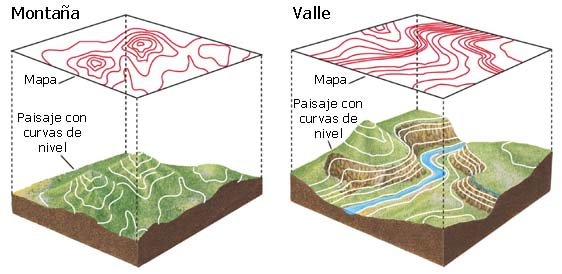 Montaña
Mapa
Paisaje con
curvas de
nivel
Valle
Mapa
Paisaje con
curvas de
nivel